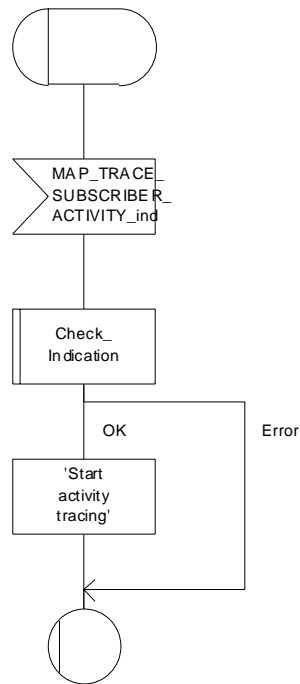 MAP_TRACE_
SUBSCRIBER_
ACTIVITY_ind
Check_
Indication
OK
Error
'Start
activity
tracing'